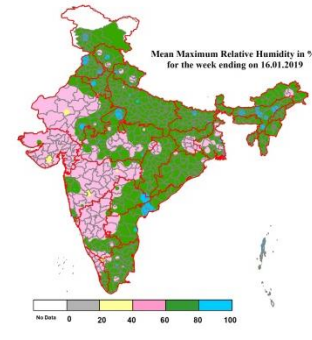 Mean Maximum Relative Humidity in %
for the week ending on 16.01.2019
No Data 0 20 40 60 80 100